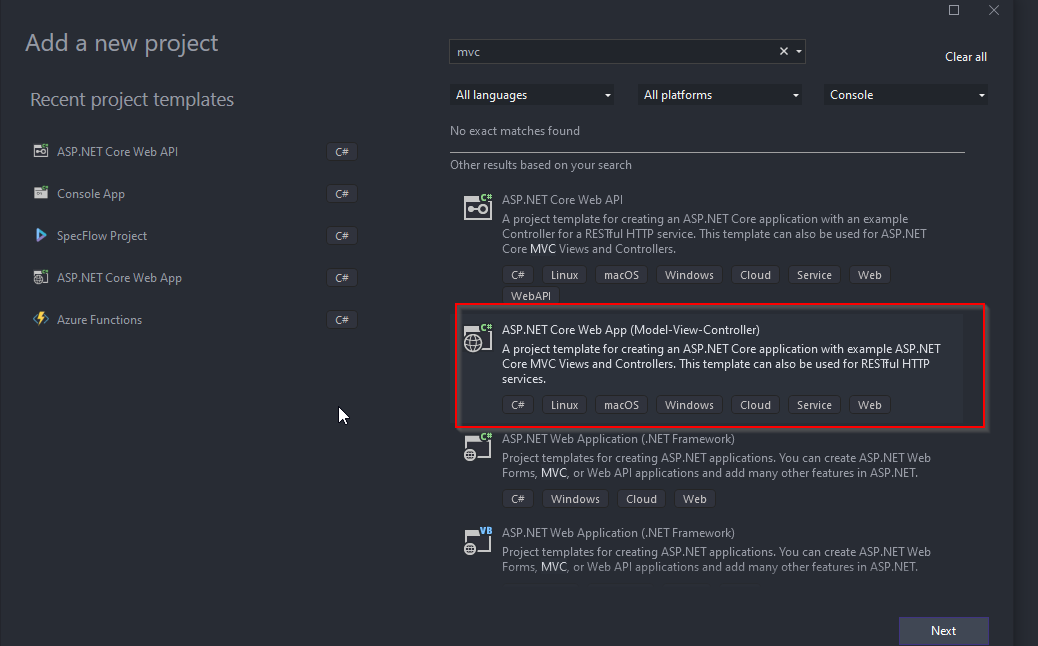 Add a new project
Recent project templates
ASP.NET Core Web API C#
Console App C#
SpecFlow Project C#
ASP.NET Core Web App C#
Azure Functions C#
mvc
Clear all
All languages All platforms Console
No exact matches found
Other results based on your search
C# ASP.NET Core Web API
A project template for creating an ASP.NET Core application with an example
Controller for a RESTful HTTP service. This template can also be used for ASP.NET
Core MVC Views and Controllers.
C# Linux macOS Windows Cloud Service Web
WebAPI
C# ASP.NET Core Web App (Model-View-Controller)
A project template for creating an ASP.NET Core application with example ASP.NET
Core MVC Views and Controllers. This template can also be used for RESTful HTTP
services.
C# Linux macOS Windows Cloud Service Web
C# ASP.NET Web Application (.NET Framework)
Project templates for creating ASP.NET applications. You can create ASP.NET Web
Forms, MVC, or Web API applications and add many other features in ASP.NET.
C# Windows Cloud Web
VB ASP.NET Web Application (.NET Framework)
Project templates for creating ASP.NET applications. You can create ASP.NET Web
Forms, MVC, or Web API applications and add many other features in ASP.NET.
Next